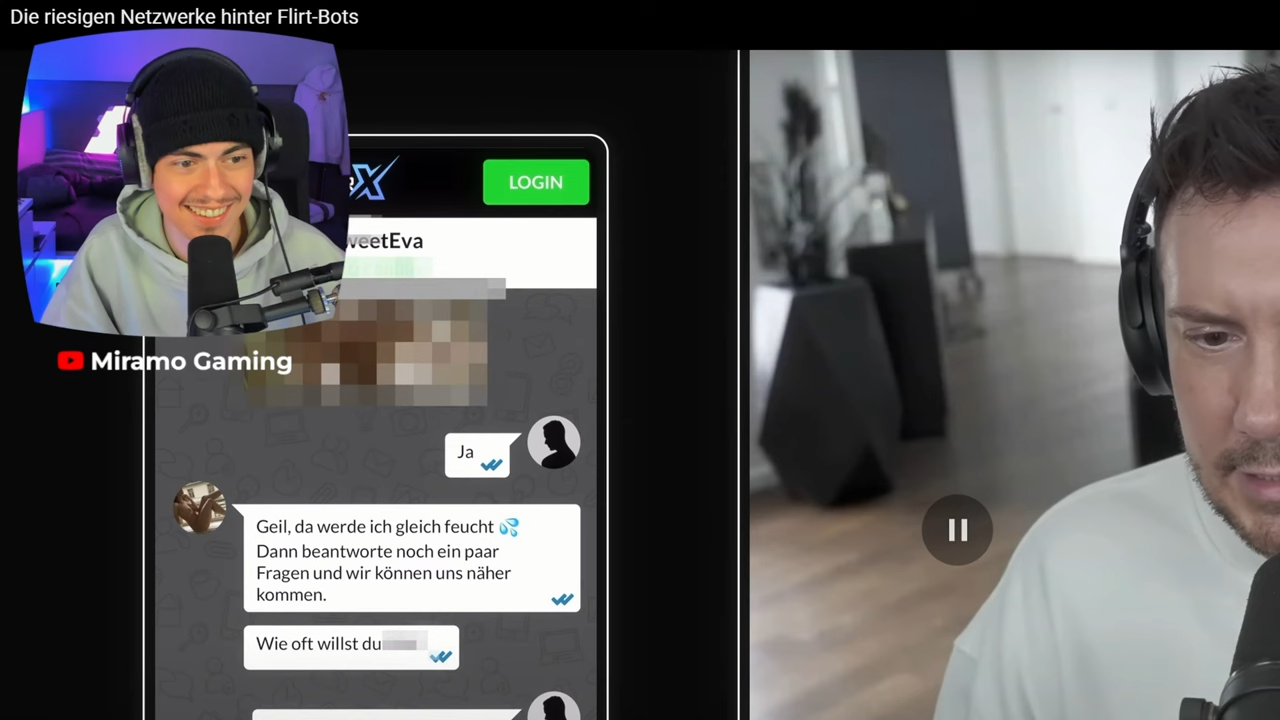 Die riesigen Netzwerke hinter Flirt-Bots
X
LOGIN
weetEva
Miramo Gaming
Ja
Geil, da werde ich gleich feucht 💦
Dann beantworte noch ein paar
Fragen und wir können uns näher
kommen.
Wie oft willst du